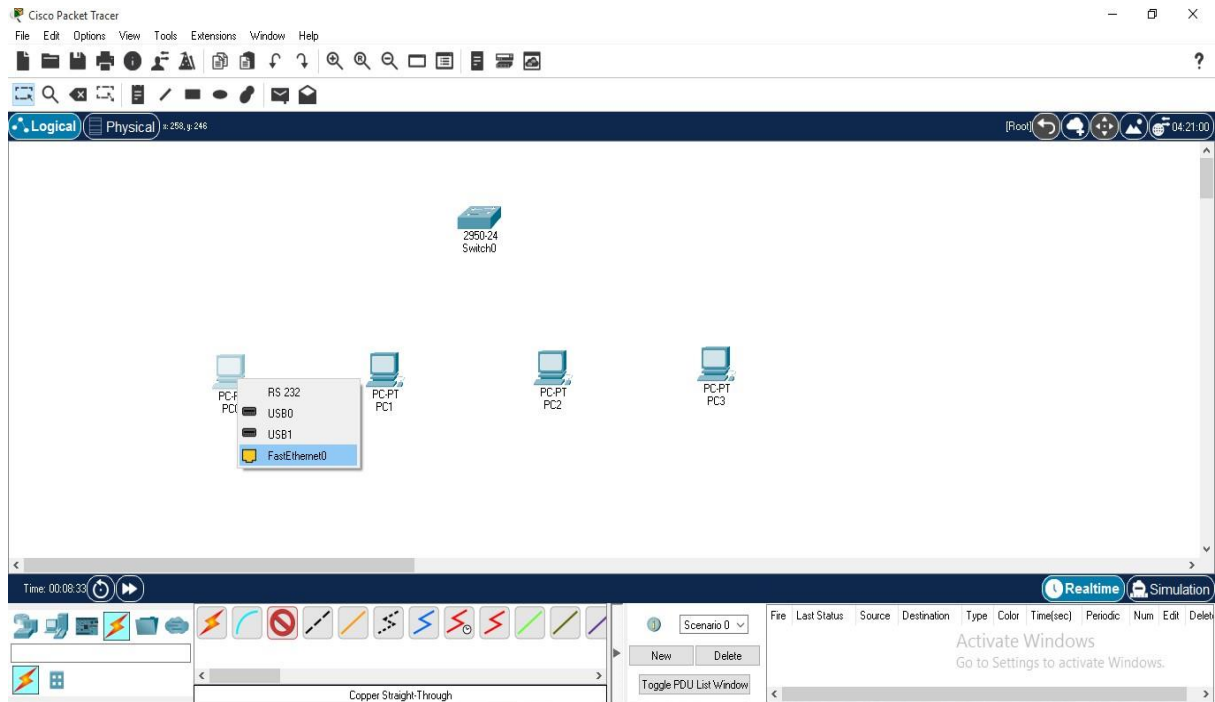 Cisco Packet Tracer
File Edit Options View Tools Extensions Window Help
?
Logical Physical x: 258, y: 246 [Root] 04:21:00
2950-24
Switch0
RS 232
USB0
USB1
FastEthernet0
PC-PT
PC1
PC-PT
PC2
PC-PT
PC3
Time: 00:08:33 Realtime Simulation
Scenario 0
New Delete
Toggle PDU List Window
Fire Last Status Source Destination Type Color Time(sec) Periodic Num Edit
Activate Windows
Go to Settings to activate Windows.
Copper Straight-Through